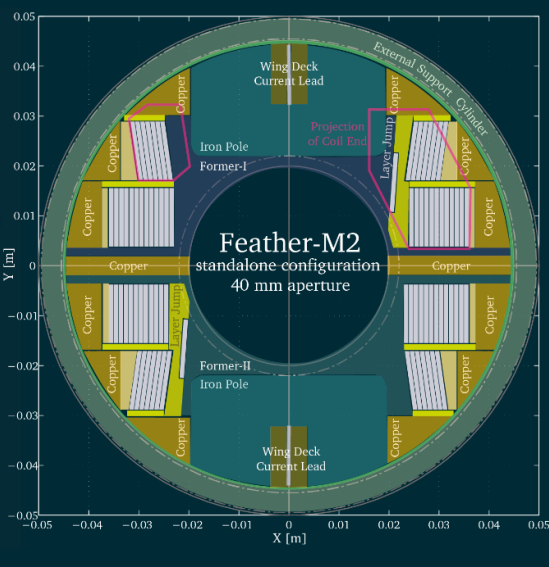 0.05
0.04
0.03
0.02
0.01
0
−0.01
−0.02
−0.03
−0.04
−0.05
Y [m]
External Support Cylinder
Wing Deck
Current Lead
Copper
Copper
Projection
of Coil End
Layer Jump
Iron Pole
Former-I
Copper
Copper
Copper
Copper
Feather-M2
standalone configuration
40 mm aperture
Copper
Copper
Copper
Copper
Layer Jump
Former-II
Iron Pole
Copper
Copper
Copper
Copper
Wing Deck
Current Lead
−0.05
−0.04
−0.03
−0.02
−0.01
0
0.01
0.02
0.03
0.04
0.05
X [m]